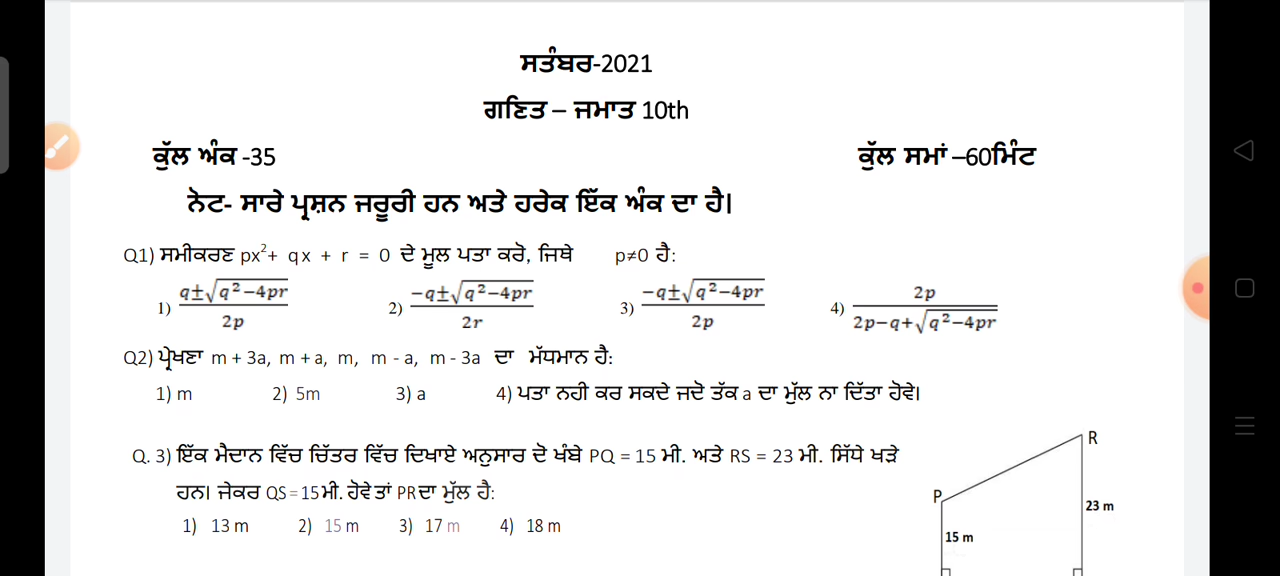 ਸਤੰਬਰ-2021
ਗਣਿਤ – ਜਮਾਤ 10th
ਕੁੱਲ ਅੰਕ -35 ਕੁੱਲ ਸਮਾਂ –60ਮਿੰਟ
ਨੋਟ- ਸਾਰੇ ਪ੍ਰਸ਼ਨ ਜਰੂਰੀ ਹਨ ਅਤੇ ਹਰੇਕ ਇੱਕ ਅੰਕ ਦਾ ਹੈ।
Q1) ਸਮੀਕਰਣ px²+ qx + r = 0 ਦੇ ਮੂਲ ਪਤਾ ਕਰੋ, ਜਿਥੇ p≠0 ਹੈ:
1) (q±√(q²−4pr))/2p 2) (−q±√(q²−4pr))/2r 3) (−q±√(q²−4pr))/2p 4) 2p/(2p−q+√(q²−4pr))
Q2) ਪ੍ਰੇਖਣਾ m + 3a, m + a, m, m - a, m - 3a ਦਾ ਮੱਧਮਾਨ ਹੈ:
1) m 2) 5m 3) a 4) ਪਤਾ ਨਹੀ ਕਰ ਸਕਦੇ ਜਦੋ ਤੱਕ a ਦਾ ਮੁੱਲ ਨਾ ਦਿੱਤਾ ਹੋਵੇ।
Q. 3) ਇੱਕ ਮੈਦਾਨ ਵਿੱਚ ਚਿੱਤਰ ਵਿੱਚ ਦਿਖਾਏ ਅਨੁਸਾਰ ਦੋ ਖੰਬੇ PQ = 15 ਮੀ. ਅਤੇ RS = 23 ਮੀ. ਸਿੱਧੇ ਖੜੇ
ਹਨ। ਜੇਕਰ QS = 15 ਮੀ. ਹੋਵੇ ਤਾਂ PR ਦਾ ਮੁੱਲ ਹੈ:
1) 13 m 2) 15 m 3) 17 m 4) 18 m
R
P
23 m
15 m